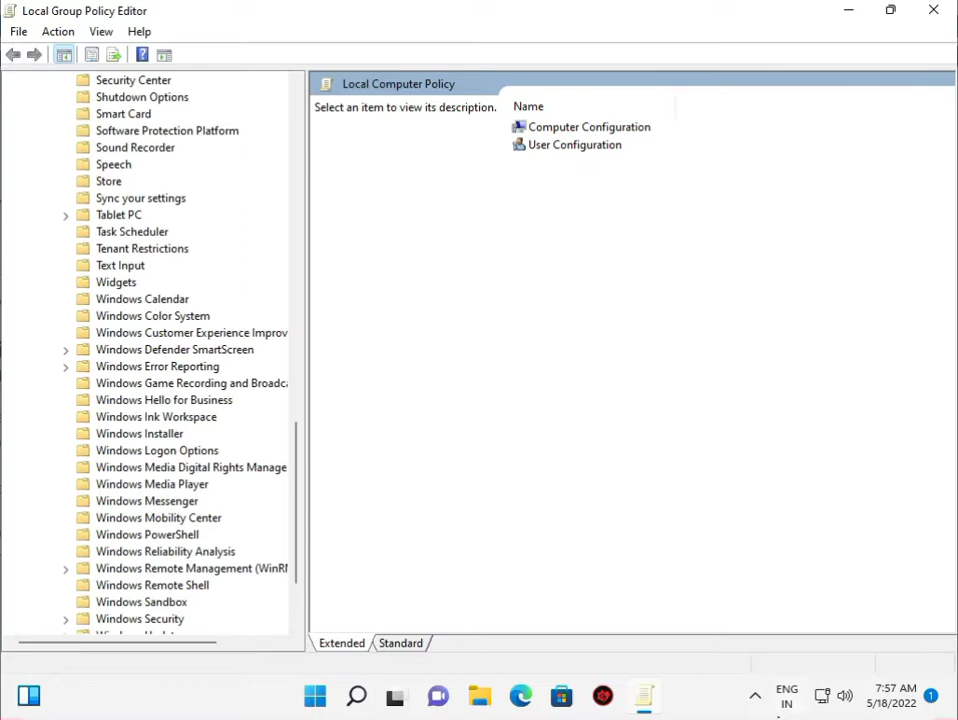 Local Group Policy Editor
File Action View Help
Local Computer Policy
Select an item to view its description.
Name
Computer Configuration
User Configuration
Security Center
Shutdown Options
Smart Card
Software Protection Platform
Sound Recorder
Speech
Store
Sync your settings
Tablet PC
Task Scheduler
Tenant Restrictions
Text Input
Widgets
Windows Calendar
Windows Color System
Windows Customer Experience Improv
Windows Defender SmartScreen
Windows Error Reporting
Windows Game Recording and Broadca
Windows Hello for Business
Windows Ink Workspace
Windows Installer
Windows Logon Options
Windows Media Digital Rights Manage
Windows Media Player
Windows Messenger
Windows Mobility Center
Windows PowerShell
Windows Reliability Analysis
Windows Remote Management (WinRM
Windows Remote Shell
Windows Sandbox
Windows Security
Extended Standard
ENG
IN
7:57 AM
5/18/2022
1